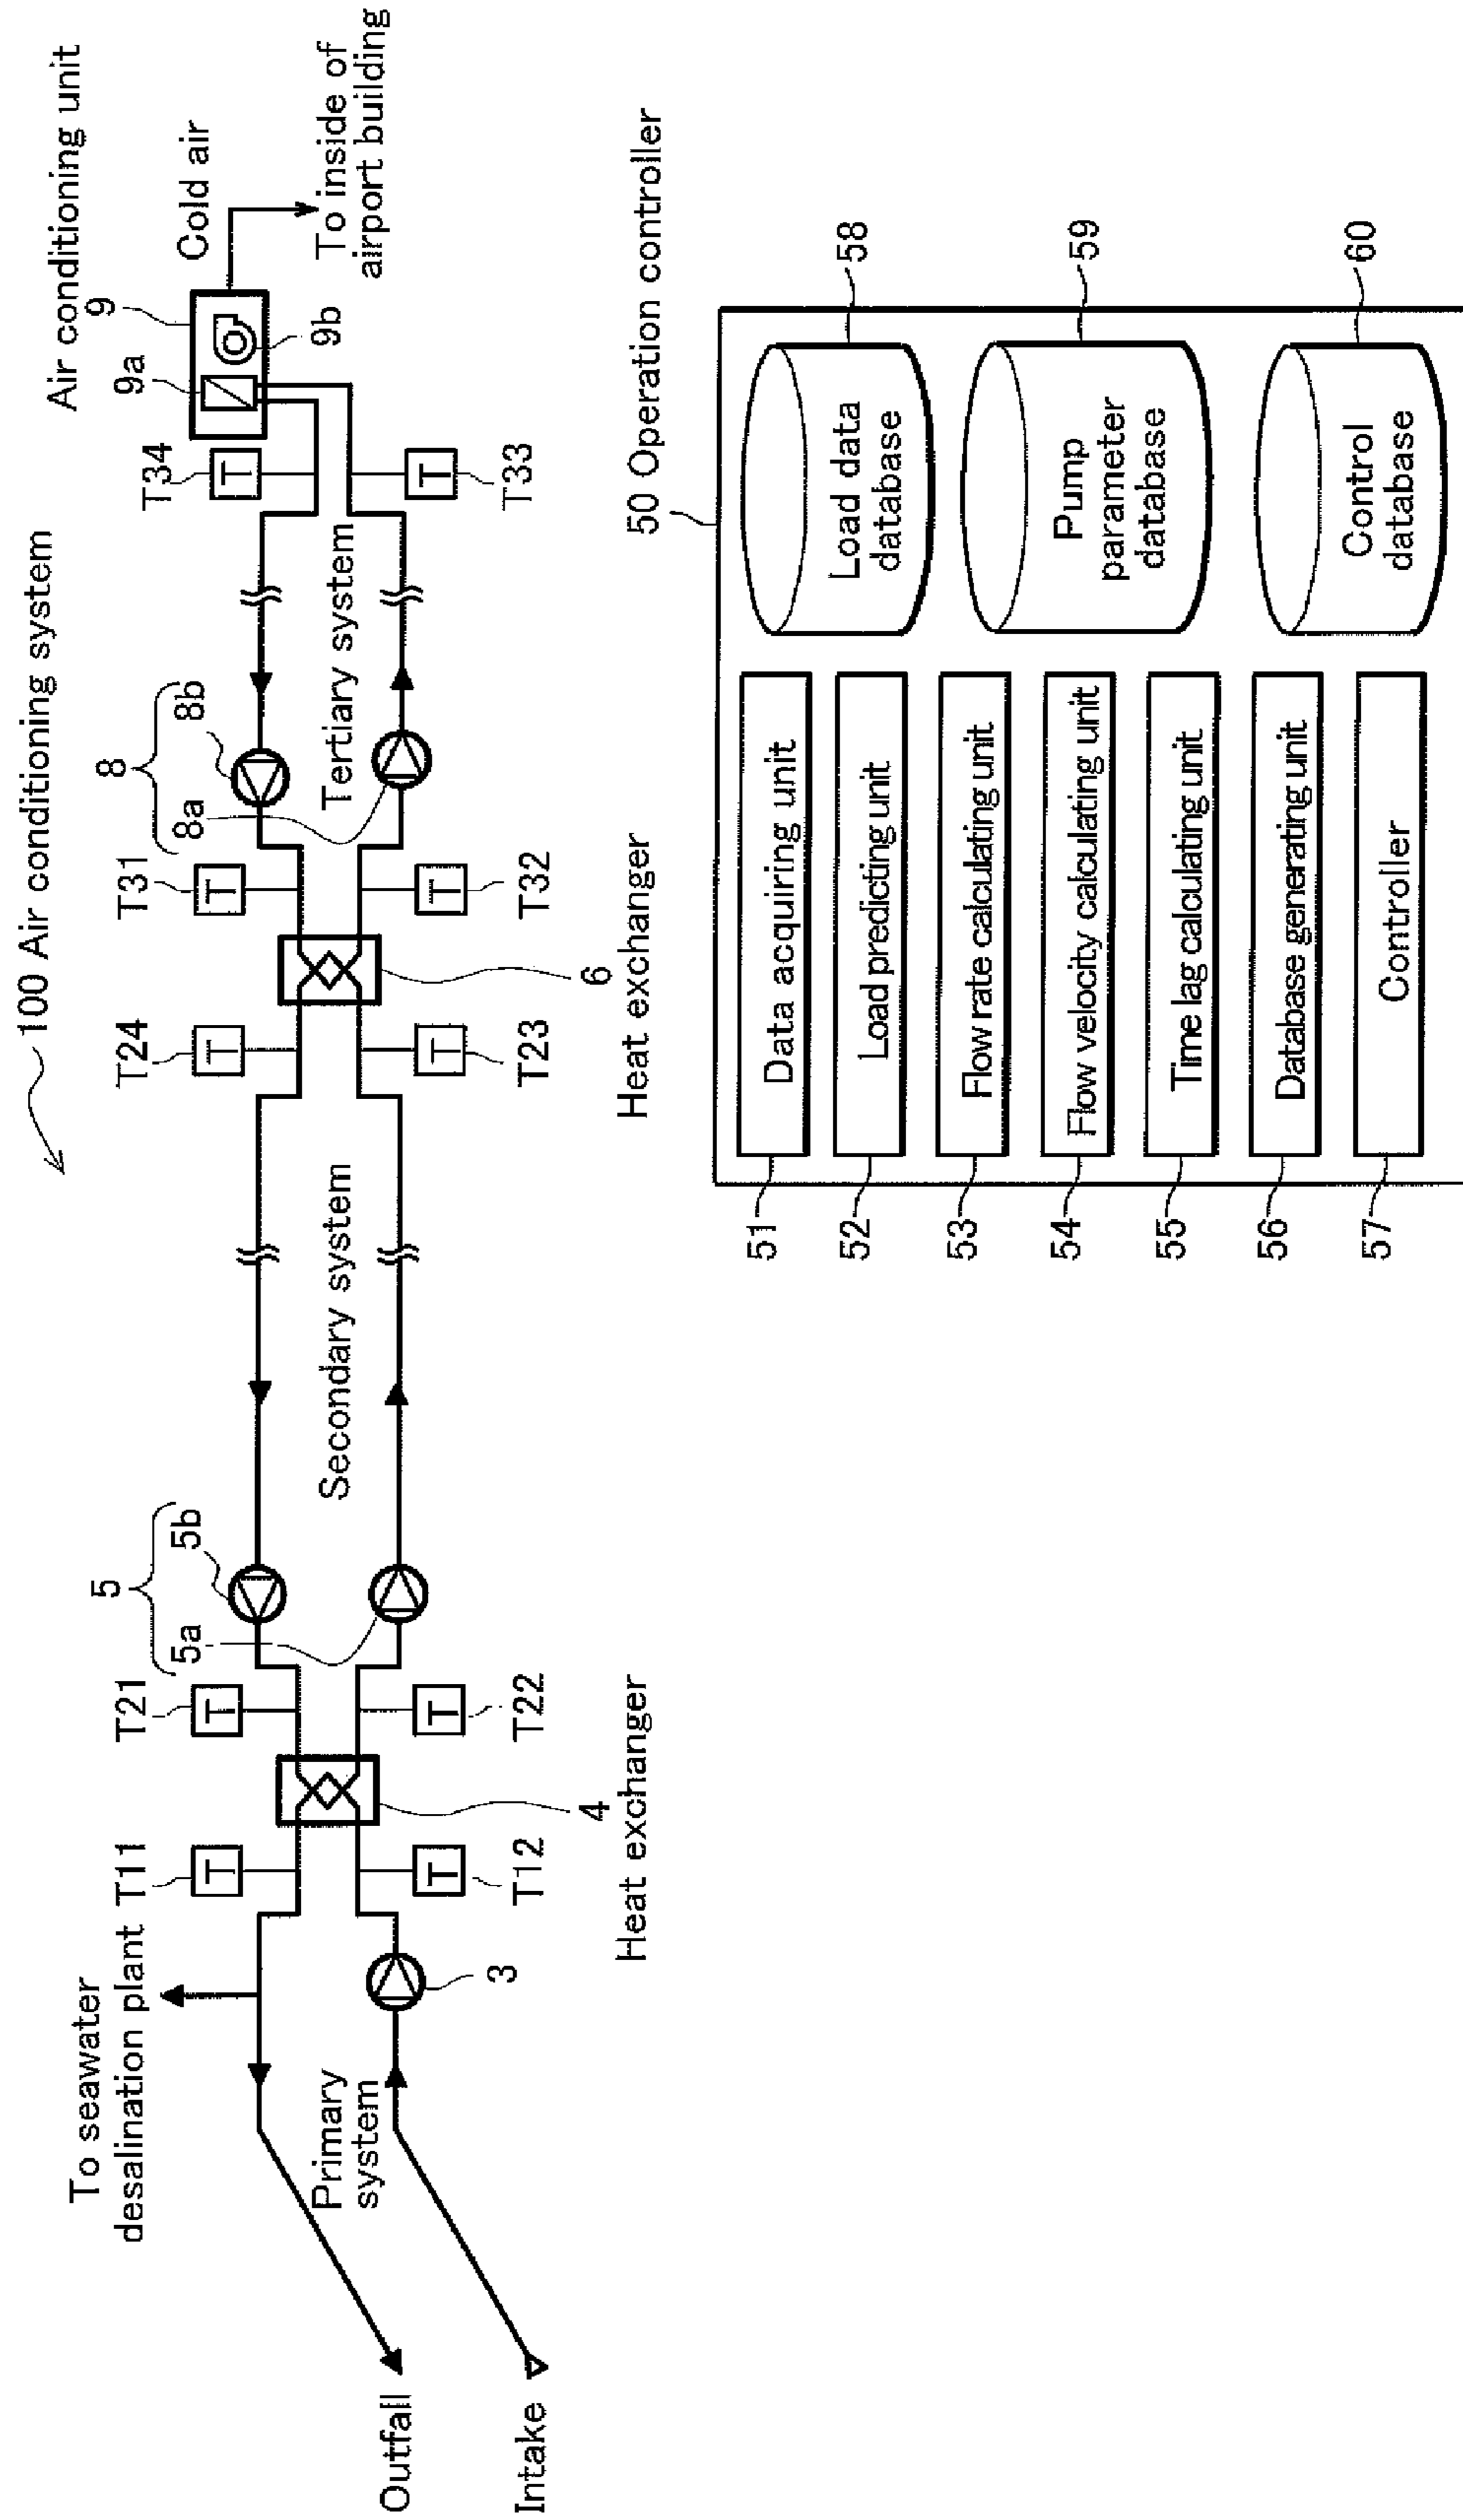 100 Air conditioning system
To seawater
desalination plant
Primary
system
Outfall
Intake
3
T11
T12
4
Heat exchanger
T21
T22
5
5a
5b
Secondary system
T24
T23
6
Heat exchanger
T31
T32
8
8a
8b
Tertiary system
T34
T33
Air conditioning unit
9
9a
9b
Cold air
To inside of
airport building
T
T
T
T
T
T
T
T
T
T
50 Operation controller
51
Data acquiring unit
52
Load predicting unit
53
Flow rate calculating unit
54
Flow velocity calculating unit
55
Time lag calculating unit
56
Database generating unit
57
Controller
Load data
database
58
Pump
parameter
database
59
Control
database
60